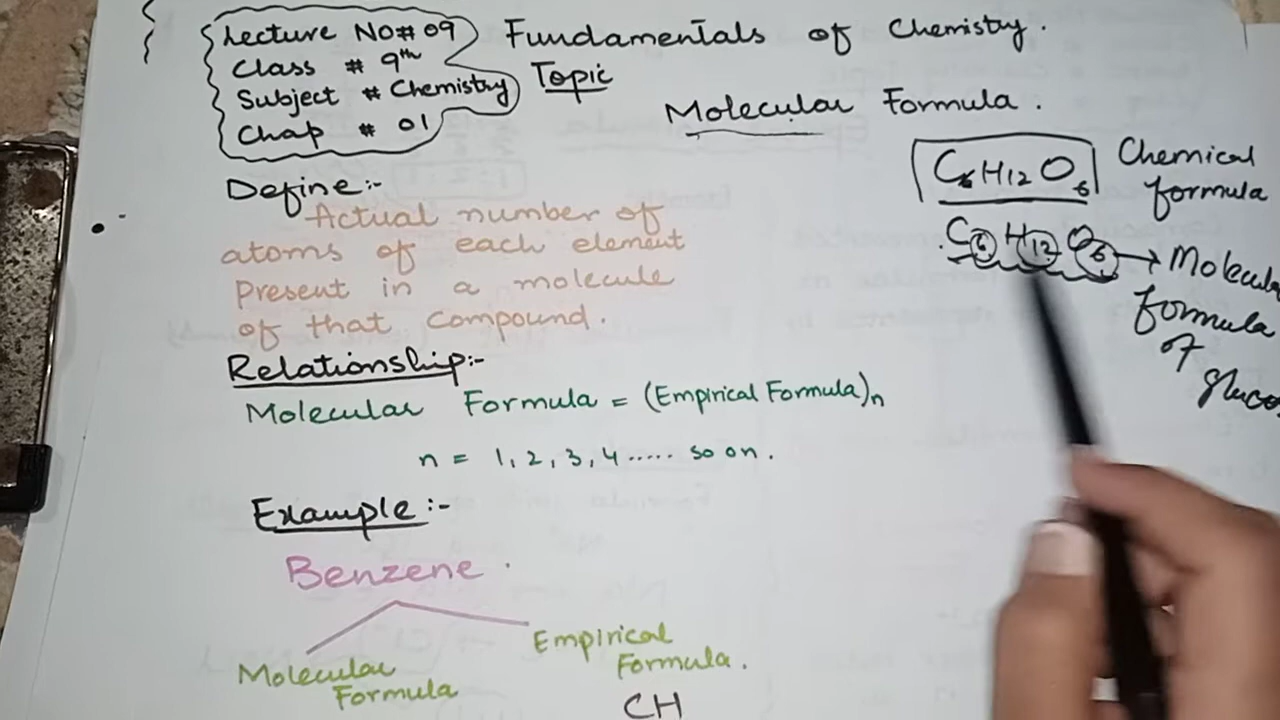 Lecture No# 09
Class # 9th
Subject # Chemistry
Chap # 01
Fundamentals of Chemistry.
Topic
Molecular Formula.
C6H12O6
Chemical
formula
C6 H12 O6 → Molecula
formula
of
gluco
Define:-
Actual number of
atoms of each element
Present in a molecule
of that compound.
Relationship:-
Molecular Formula = (Empirical Formula)n
n = 1, 2, 3, 4 ..... so on.
Example:-
Benzene.
Molecular
Formula
Empirical
Formula.
CH